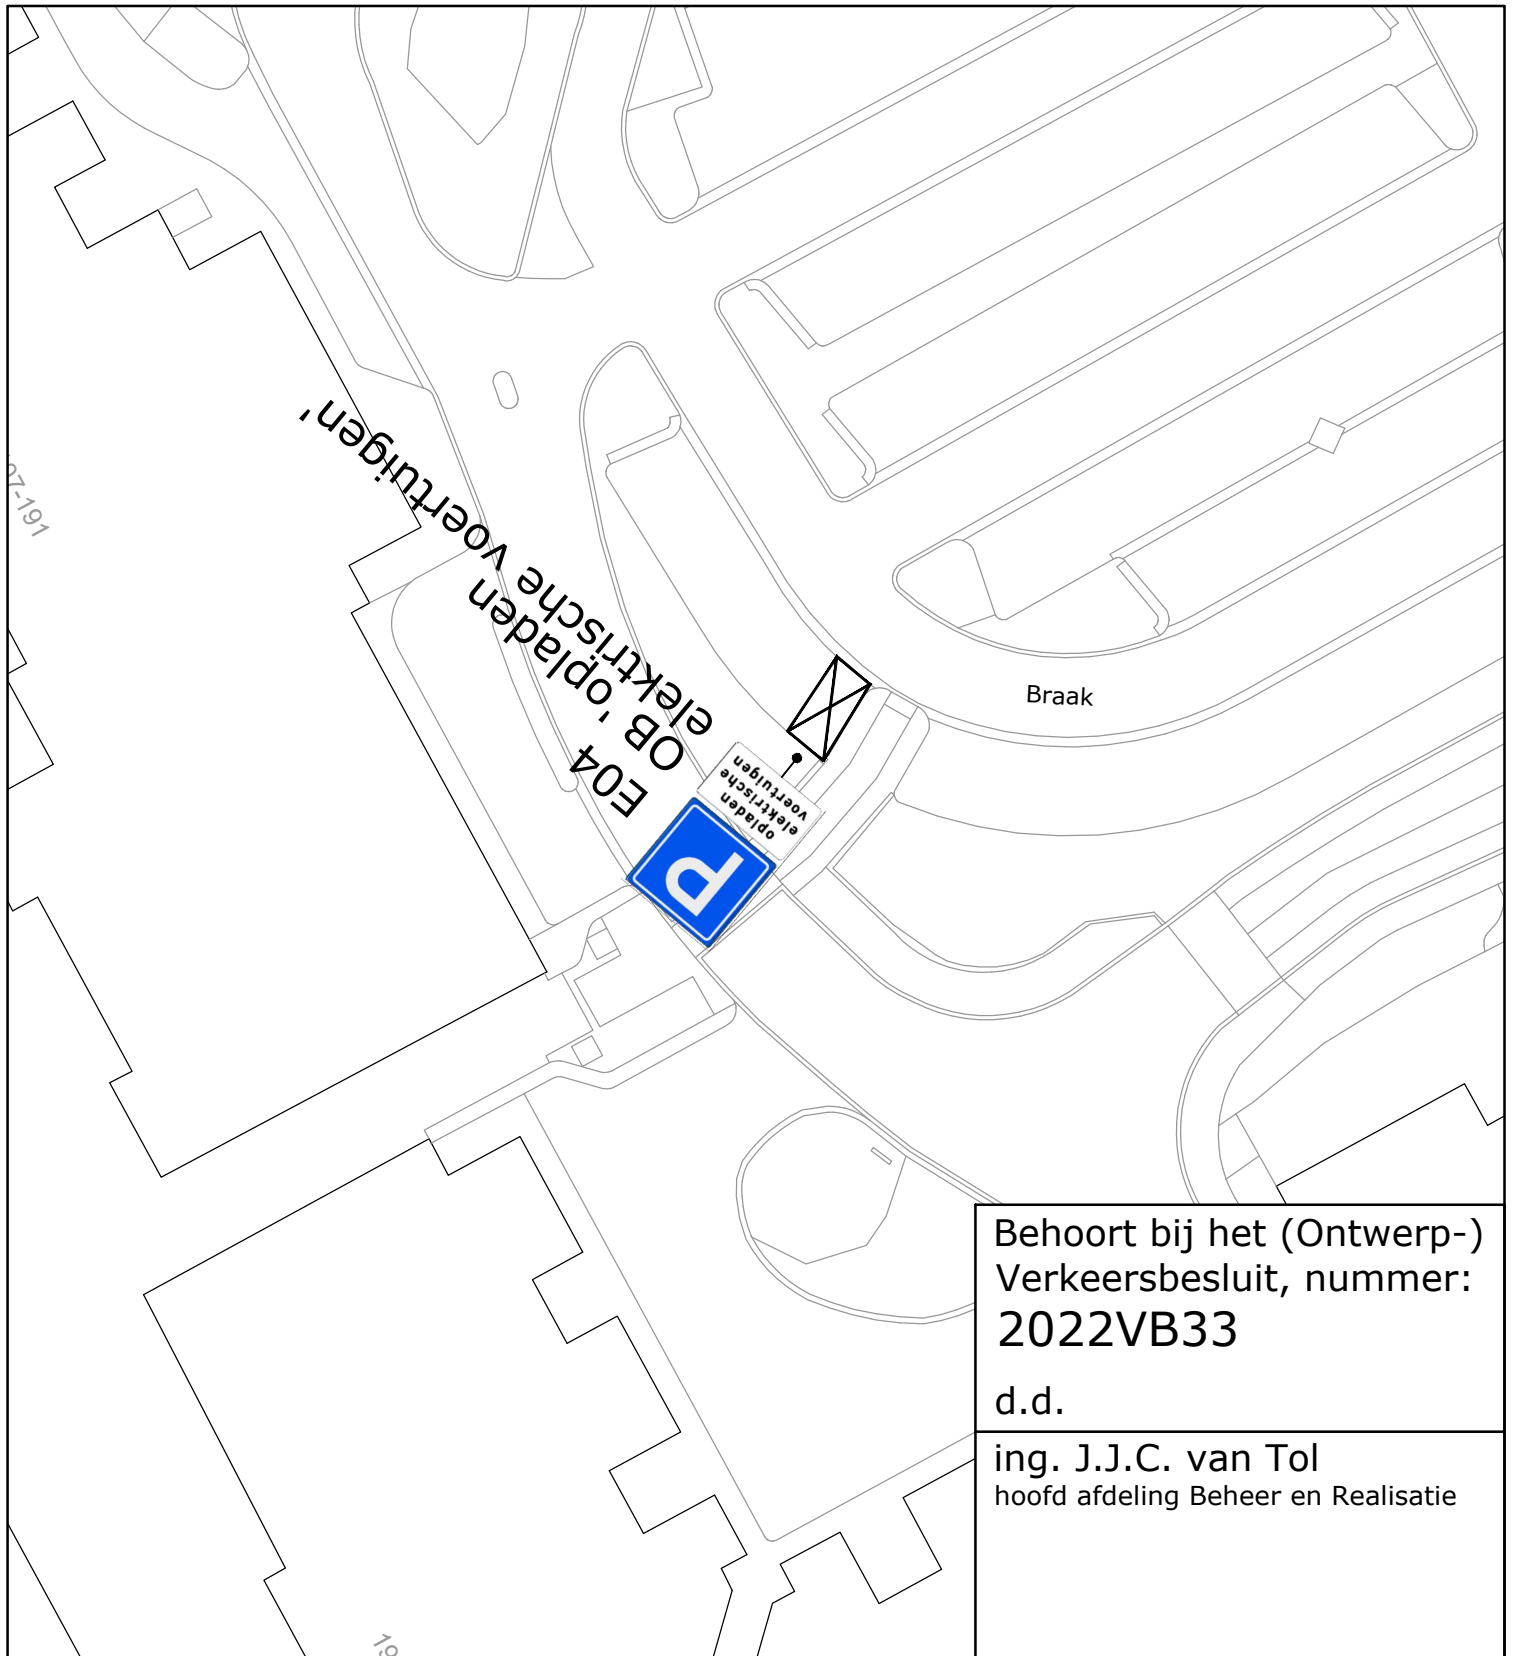 E04
OB 'opladen
elektrische voertuigen'
opladen
elektrische
voertuigen
P
Braak
Behoort bij het (Ontwerp-)
Verkeersbesluit, nummer:
2022VB33
d.d.
ing. J.J.C. van Tol
hoofd afdeling Beheer en Realisatie